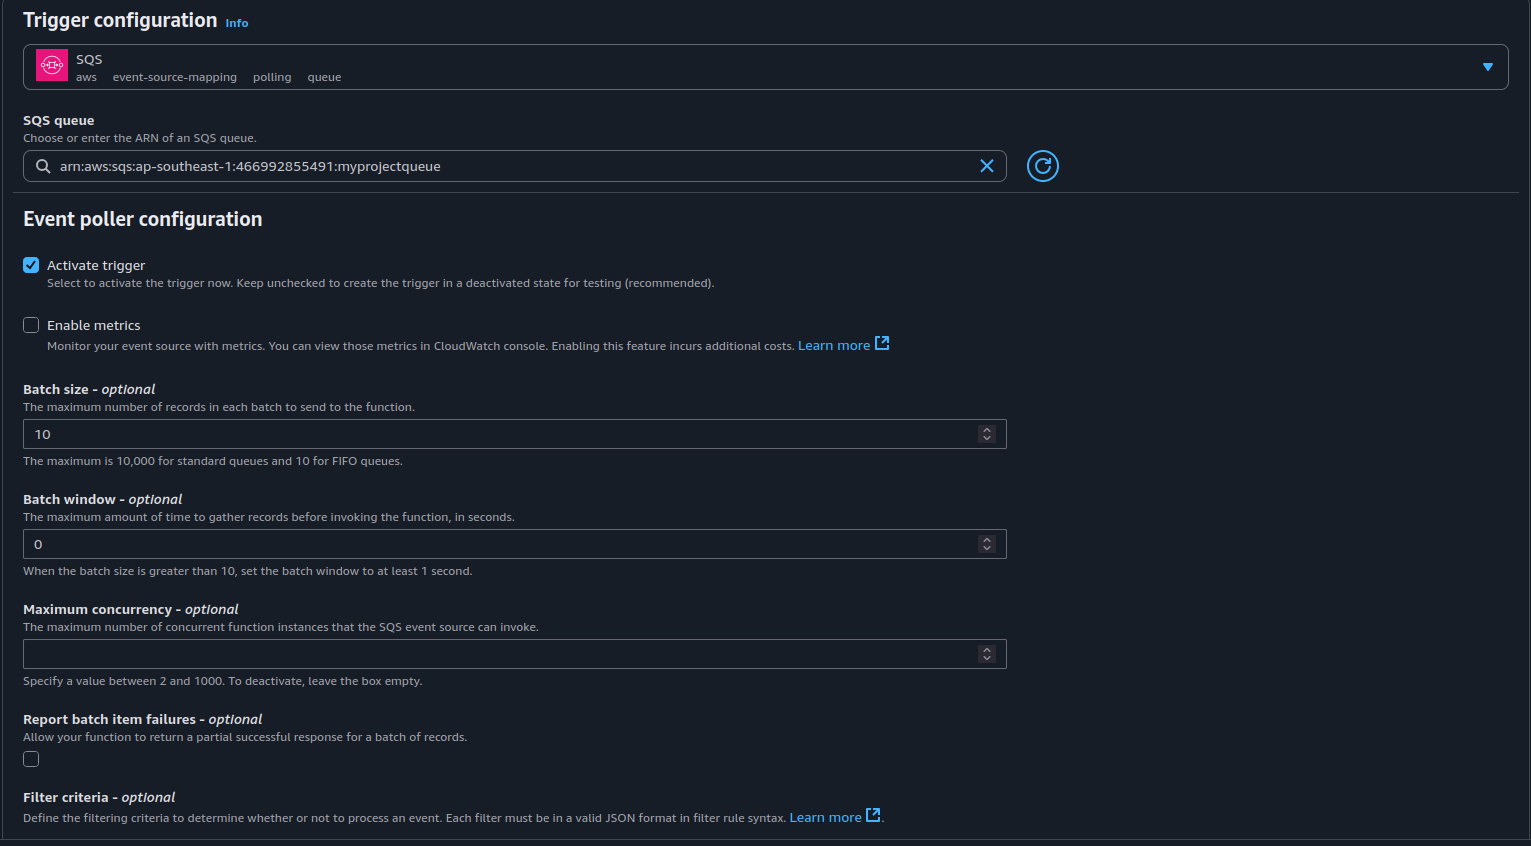 Trigger configuration Info
SQS
aws event-source-mapping polling queue
SQS queue
Choose or enter the ARN of an SQS queue.
arn:aws:sqs:ap-southeast-1:466992855491:myprojectqueue
Event poller configuration
Activate trigger
Select to activate the trigger now. Keep unchecked to create the trigger in a deactivated state for testing (recommended).
Enable metrics
Monitor your event source with metrics. You can view those metrics in CloudWatch console. Enabling this feature incurs additional costs. Learn more
Batch size - optional
The maximum number of records in each batch to send to the function.
10
The maximum is 10,000 for standard queues and 10 for FIFO queues.
Batch window - optional
The maximum amount of time to gather records before invoking the function, in seconds.
0
When the batch size is greater than 10, set the batch window to at least 1 second.
Maximum concurrency - optional
The maximum number of concurrent function instances that the SQS event source can invoke.
Specify a value between 2 and 1000. To deactivate, leave the box empty.
Report batch item failures - optional
Allow your function to return a partial successful response for a batch of records.
Filter criteria - optional
Define the filtering criteria to determine whether or not to process an event. Each filter must be in a valid JSON format in filter rule syntax. Learn more .